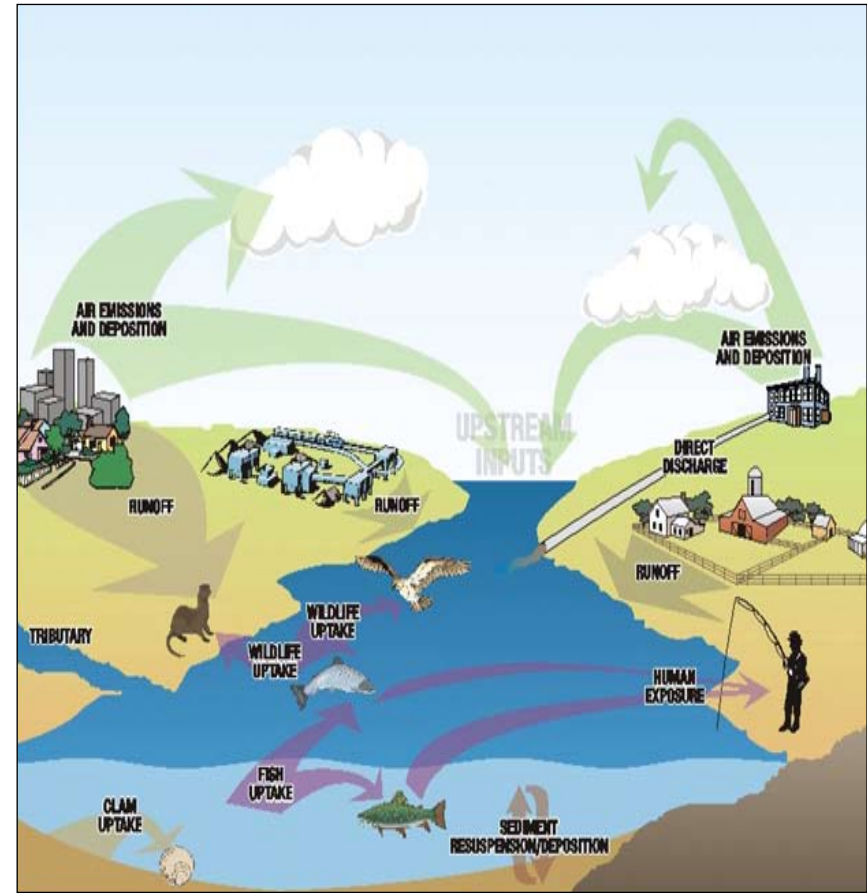 AIR EMISSIONS
AND DEPOSITION
AIR EMISSIONS
AND DEPOSITION
UPSTREAM
INPUTS
DIRECT
DISCHARGE
RUNOFF
RUNOFF
RUNOFF
WILDLIFE
UPTAKE
TRIBUTARY
WILDLIFE
UPTAKE
HUMAN
EXPOSURE
FISH
UPTAKE
CLAM
UPTAKE
SEDIMENT
RESUSPENSION/DEPOSITION